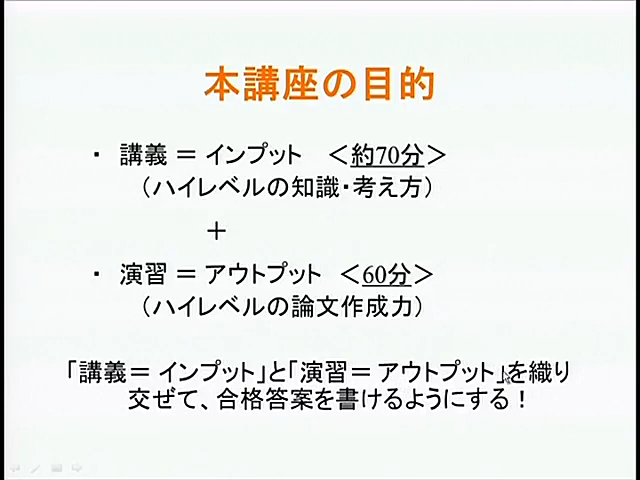 本講座の目的
・ 講義 = インプット <約70分>
(ハイレベルの知識・考え方)
+
・ 演習 = アウトプット <60分>
(ハイレベルの論文作成力)
「講義= インプット」と「演習= アウトプット」を織り
交ぜて、合格答案を書けるようにする!